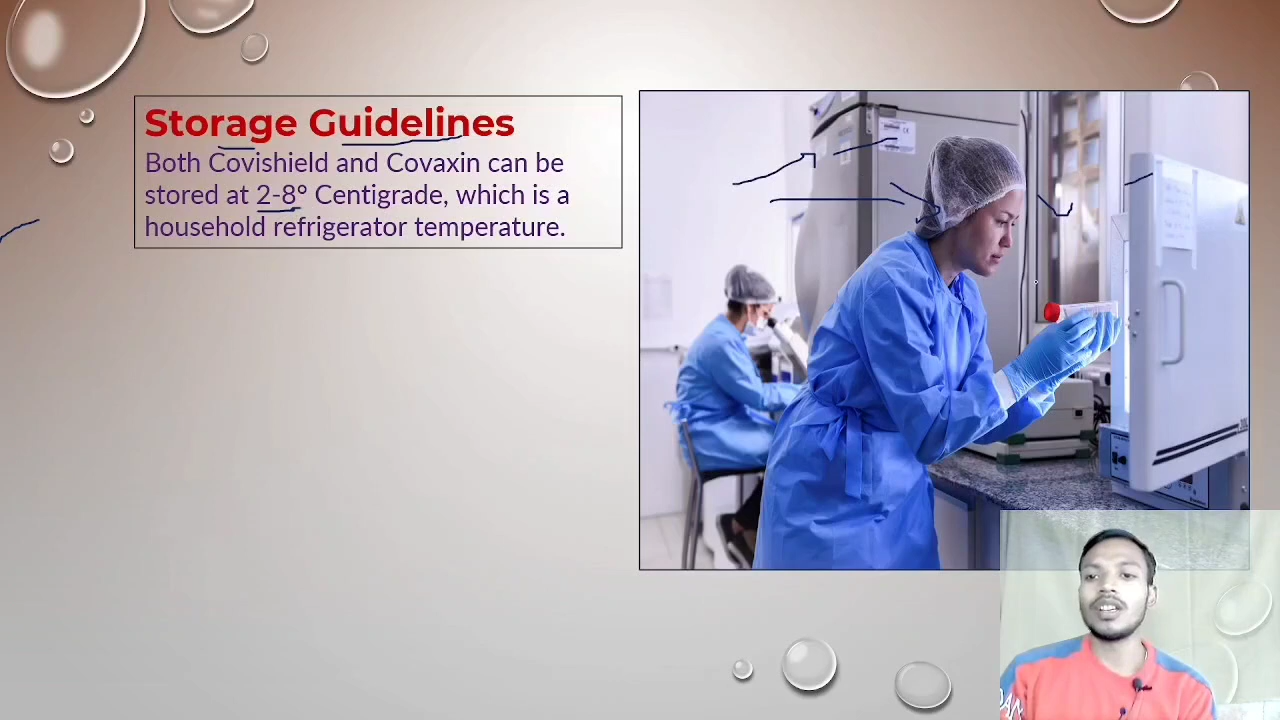 Storage Guidelines
Both Covishield and Covaxin can be
stored at 2-8° Centigrade, which is a
household refrigerator temperature.